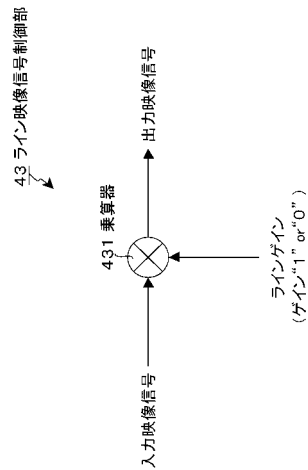 43 ライン映像信号制御部
431 乗算器
入力映像信号
出力映像信号
ラインゲイン
(ゲイン“1” or “0”)